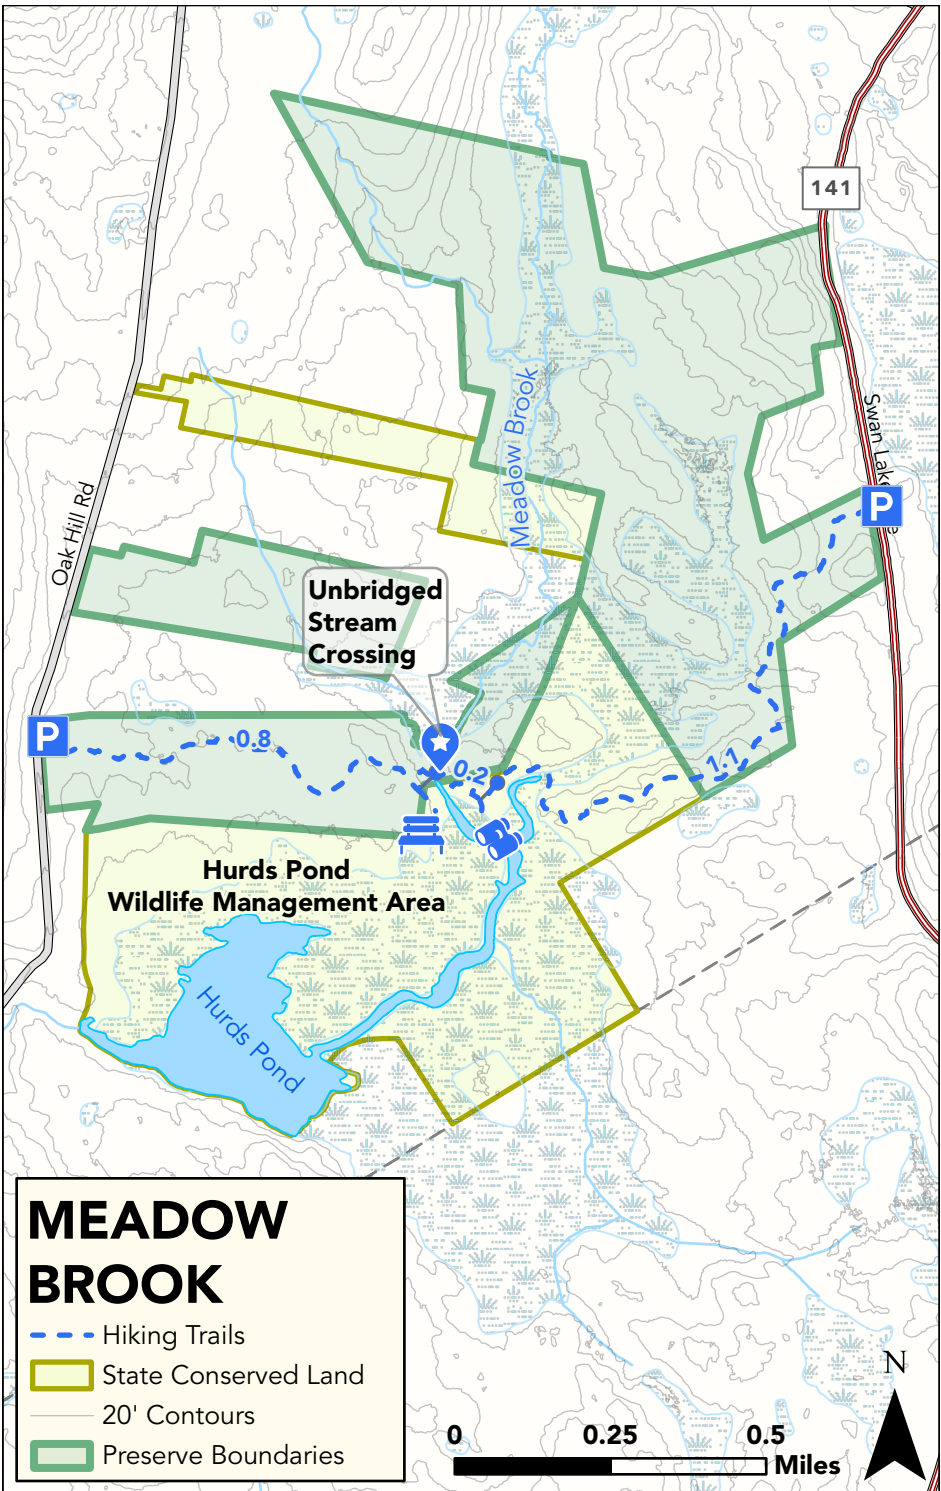 141
Meadow Brook
Swan Lake
P
Oak Hill Rd
Unbridged
Stream
Crossing
P
0.8
0.2
1.1
Hurds Pond
Wildlife Management Area
Hurds Pond
MEADOW
BROOK
Hiking Trails
State Conserved Land
20' Contours
Preserve Boundaries
N
0 0.25 0.5
Miles